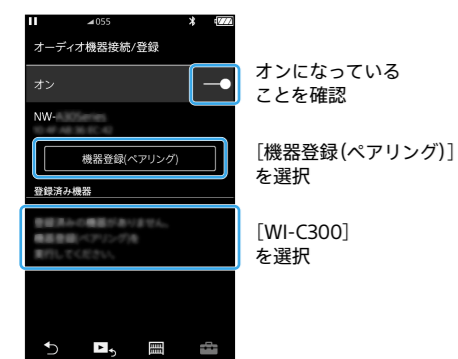 055
オーディオ機器接続/登録
オン
NW-
機器登録(ペアリング)
登録済み機器
オンになっている
ことを確認
[機器登録(ペアリング)]
を選択
[WI-C300]
を選択